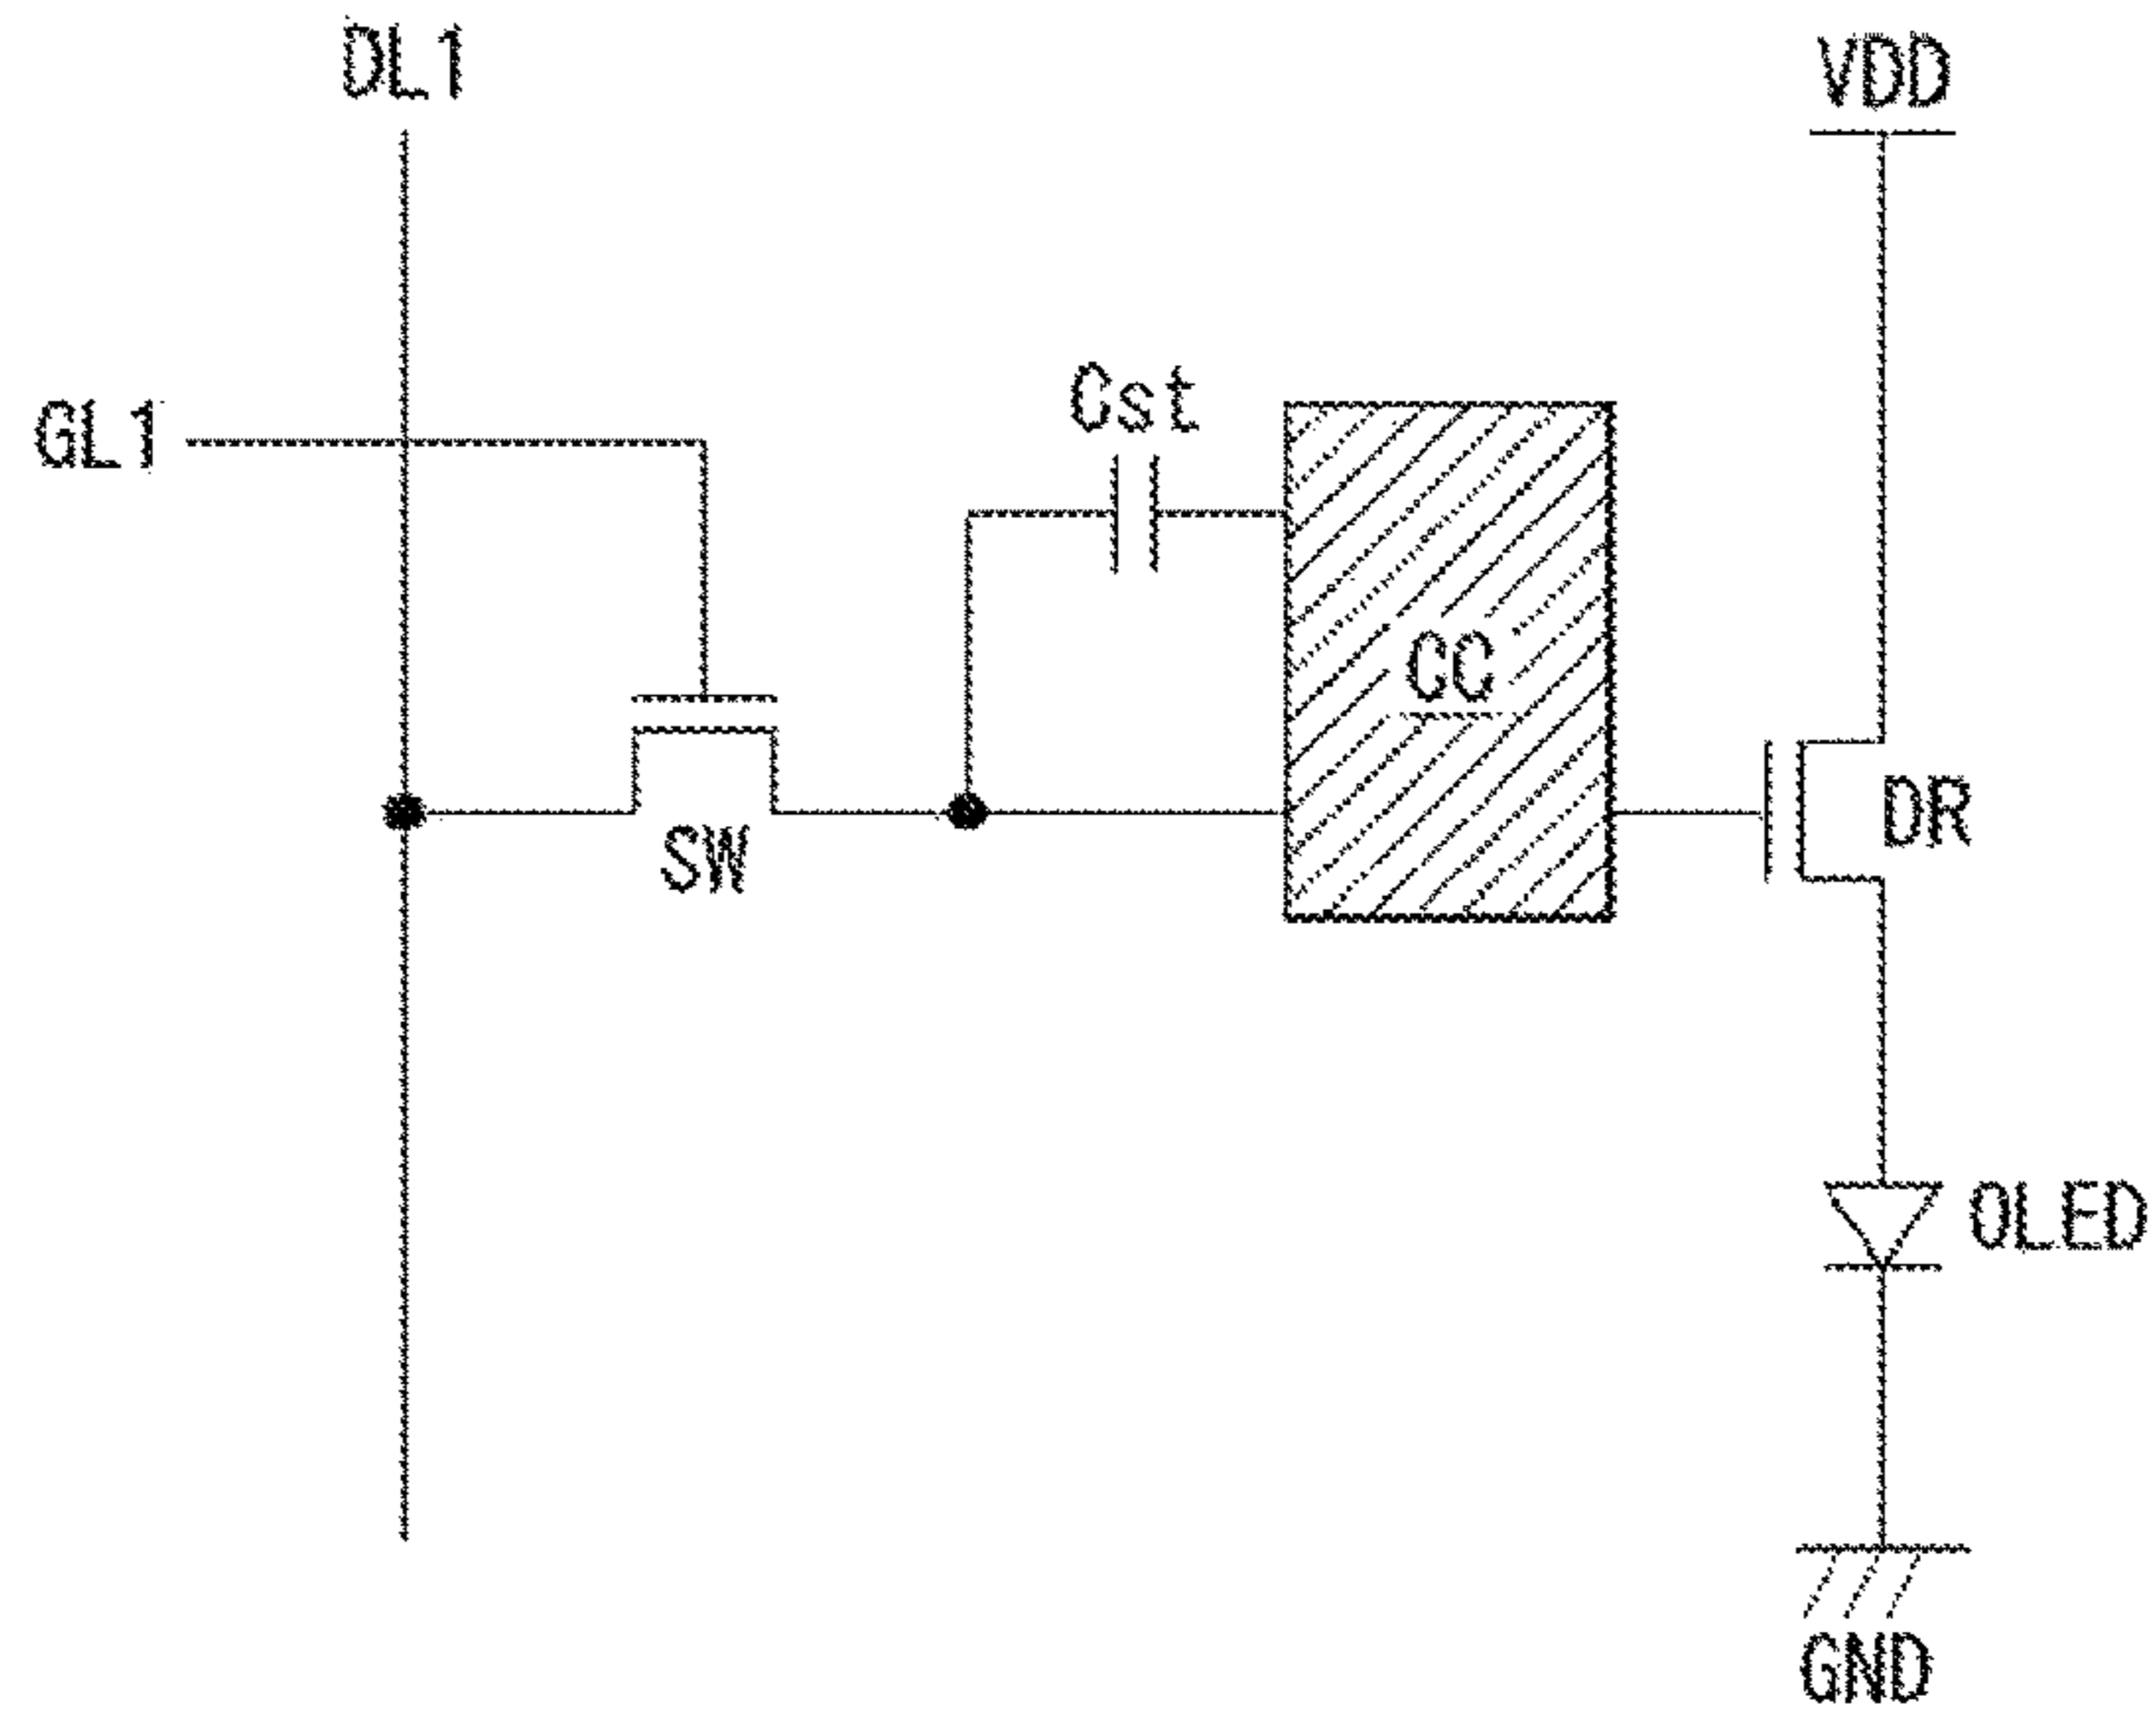 DL1
VDD
GL1
Cst
CC
DR
SW
OLED
GND